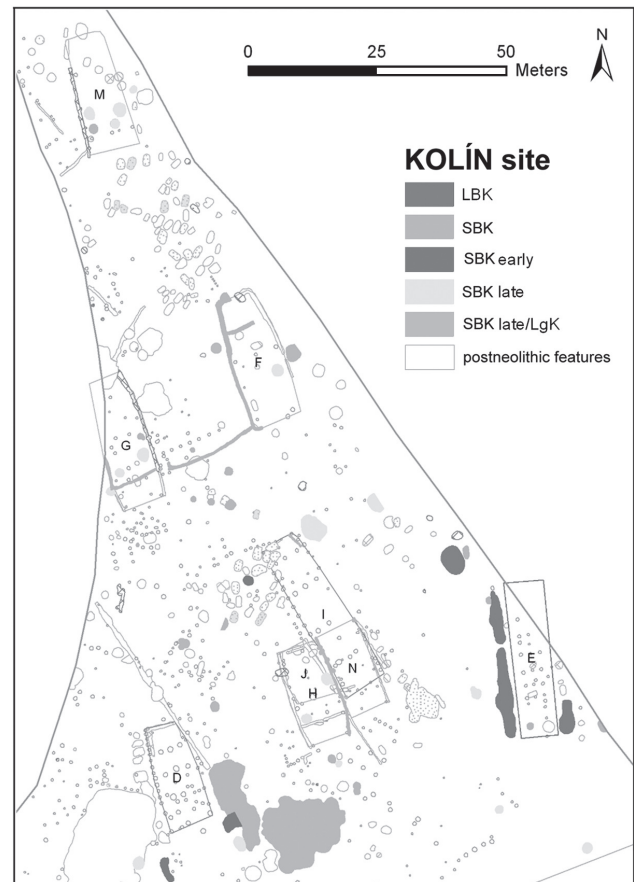 N
0 25 50
Meters
KOLÍN site
LBK
SBK
SBK early
SBK late
SBK late/LgK
postneolithic features
M
F
G
I
E
J
N
H
D